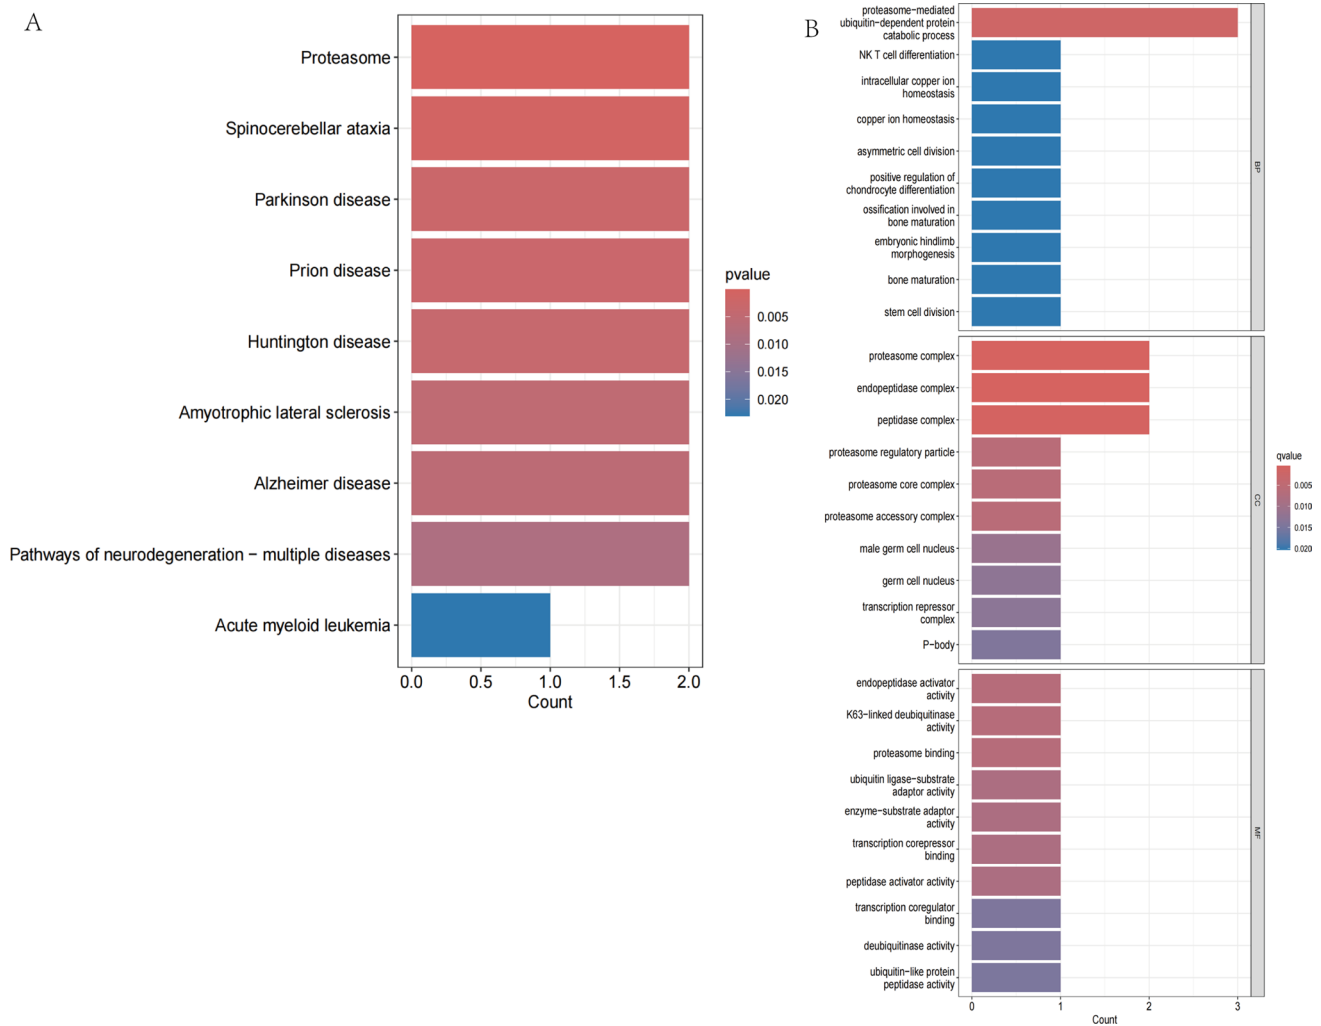 A
Proteasome
Spinocerebellar ataxia
Parkinson disease
Prion disease
Huntington disease
Amyotrophic lateral sclerosis
Alzheimer disease
Pathways of neurodegeneration − multiple diseases
Acute myeloid leukemia
0.0 0.5 1.0 1.5 2.0
Count
pvalue
0.005
0.010
0.015
0.020
B
proteasome-mediated
ubiquitin-dependent protein
catabolic process
NK T cell differentiation
intracellular copper ion
homeostasis
copper ion homeostasis
asymmetric cell division
positive regulation of
chondrocyte differentiation
ossification involved in
bone maturation
embryonic hindlimb
morphogenesis
bone maturation
stem cell division
BP
proteasome complex
endopeptidase complex
peptidase complex
proteasome regulatory particle
proteasome core complex
proteasome accessory complex
male germ cell nucleus
germ cell nucleus
transcription repressor
complex
P-body
CC
endopeptidase activator
activity
K63-linked deubiquitinase
activity
proteasome binding
ubiquitin ligase-substrate
adaptor activity
enzyme-substrate adaptor
activity
transcription corepressor
binding
peptidase activator activity
transcription coregulator
binding
deubiquitinase activity
ubiquitin-like protein
peptidase activity
MF
0 1 2 3
Count
qvalue
0.005
0.010
0.015
0.020